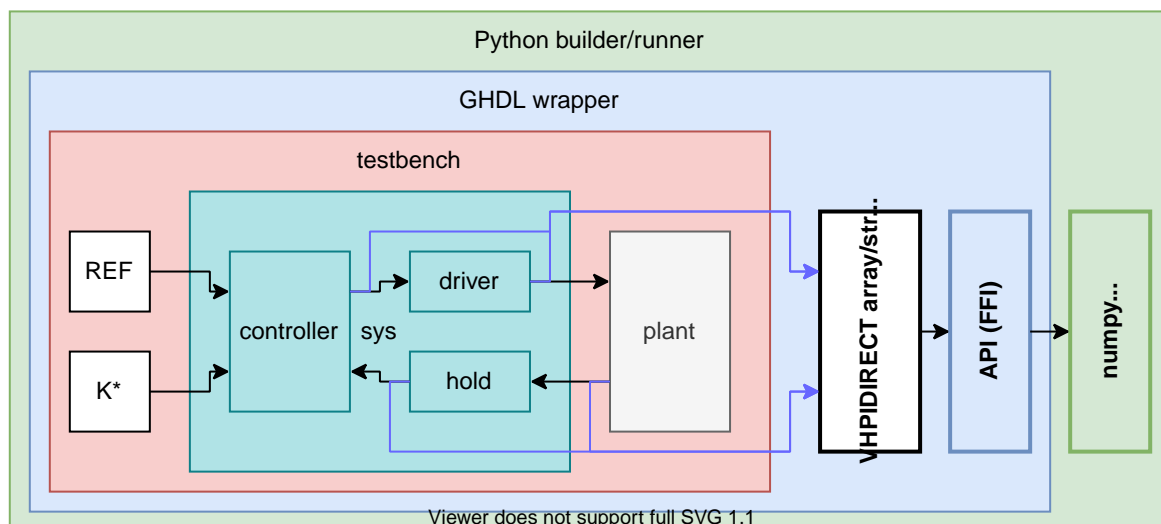 Python builder/runner
GHDL wrapper
testbench
REF
K*
controller
sys
driver
hold
plant
VHPIDIRECT array/str...
API (FFI)
numpy...
Viewer does not support full SVG 1.1